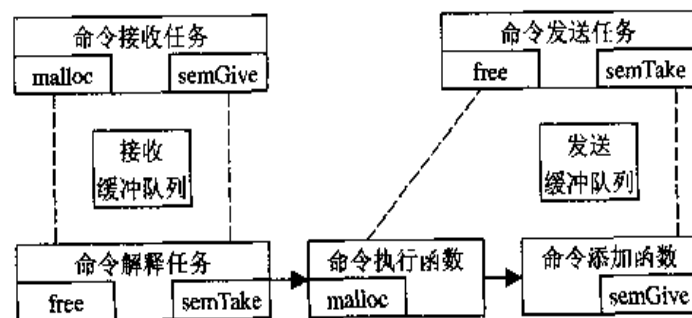 命令接收任务
malloc
semGive
命令发送任务
free
semTake
接收
缓冲队列
发送
缓冲队列
命令解释任务
free
semTake
命令执行函数
malloc
命令添加函数
semGive